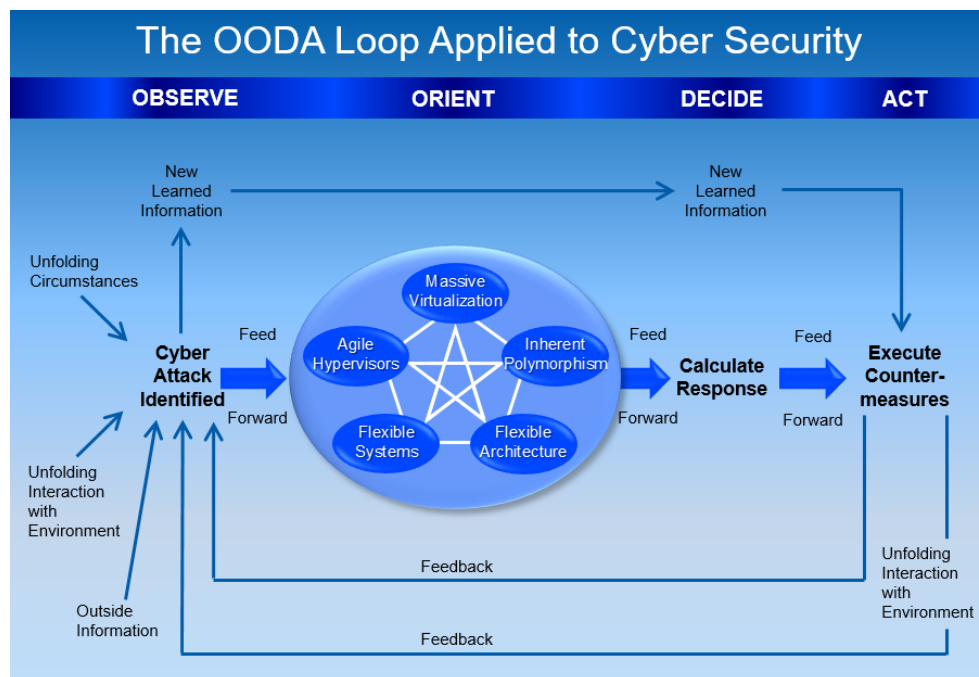 The OODA Loop Applied to Cyber Security
OBSERVE
ORIENT
DECIDE
ACT
New
Learned
Information
New
Learned
Information
Unfolding
Circumstances
Massive
Virtualization
Agile
Hypervisors
Inherent
Polymorphism
Flexible
Systems
Flexible
Architecture
Cyber
Attack
Identified
Feed
Forward
Feed
Forward
Calculate
Response
Feed
Forward
Execute
Counter-
measures
Unfolding
Interaction
with
Environment
Outside
Information
Feedback
Unfolding
Interaction
with
Environment
Feedback